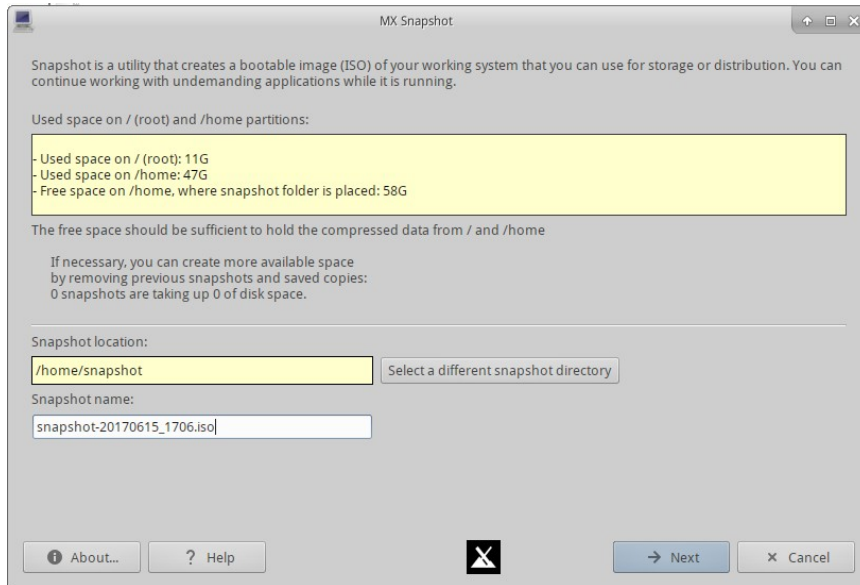 MX Snapshot
Snapshot is a utility that creates a bootable image (ISO) of your working system that you can use for storage or distribution. You can
continue working with undemanding applications while it is running.
Used space on / (root) and /home partitions:
- Used space on / (root): 11G
- Used space on /home: 47G
- Free space on /home, where snapshot folder is placed: 58G
The free space should be sufficient to hold the compressed data from / and /home
If necessary, you can create more available space
by removing previous snapshots and saved copies:
0 snapshots are taking up 0 of disk space.
Snapshot location:
/home/snapshot
Select a different snapshot directory
Snapshot name:
snapshot-20170615_1706.iso
About...
Help
Next
Cancel